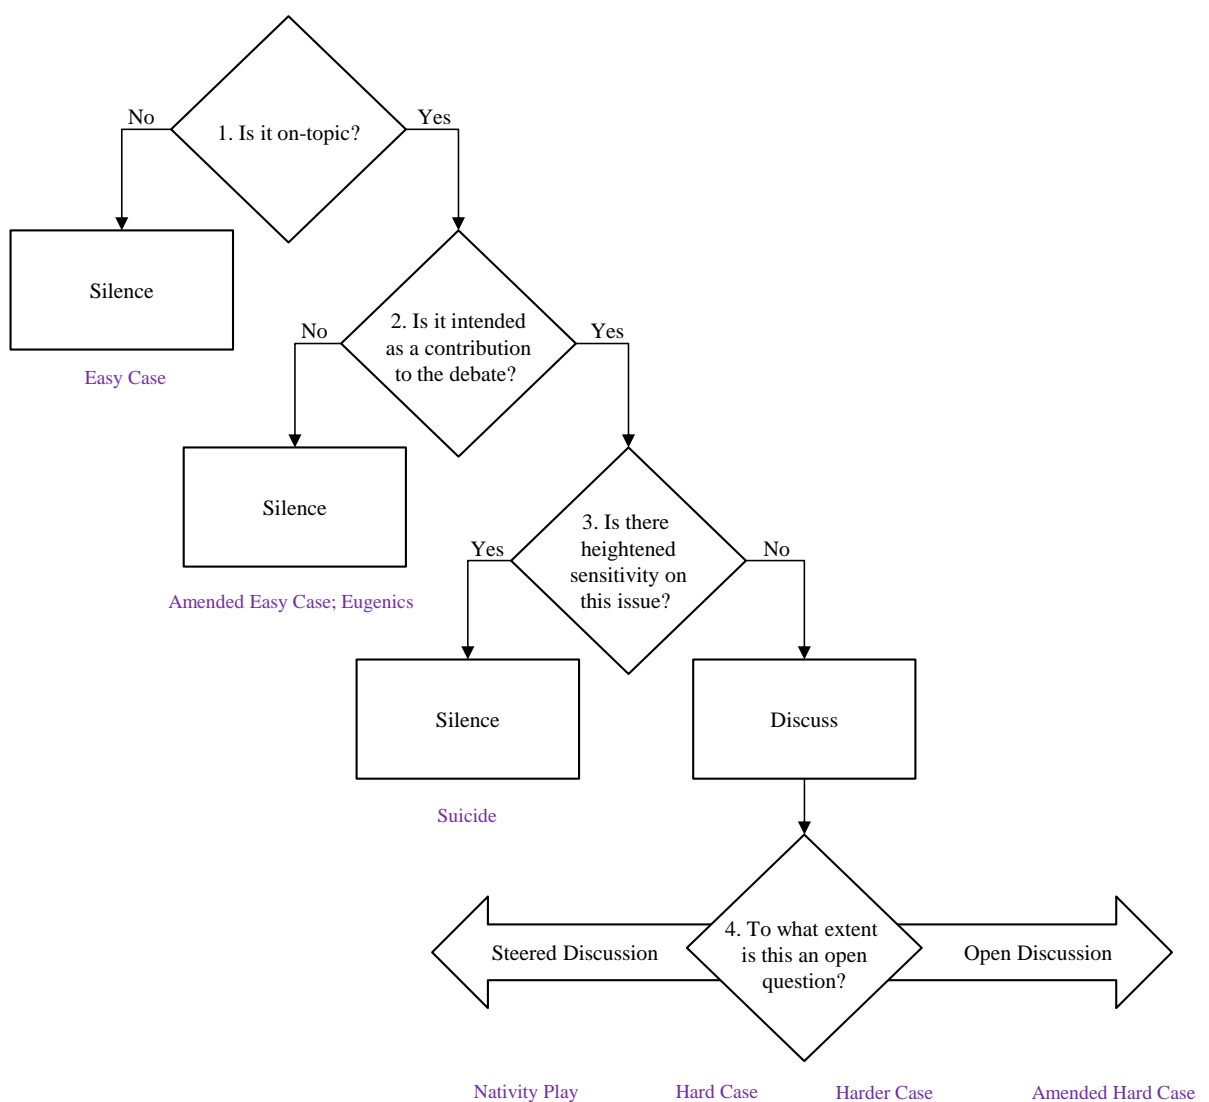 No
Yes
1. Is it on-topic?
Silence
Easy Case
No
Yes
2. Is it intended
as a contribution
to the debate?
Silence
Amended Easy Case; Eugenics
Yes
No
3. Is there
heightened
sensitivity on
this issue?
Silence
Discuss
Suicide
4. To what extent
is this an open
question?
Steered Discussion
Open Discussion
Nativity Play
Hard Case
Harder Case
Amended Hard Case